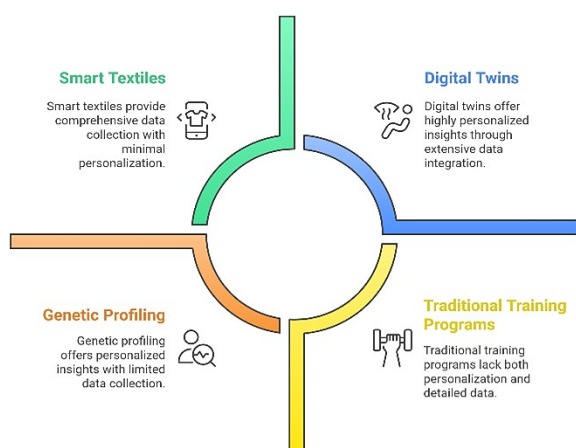 Smart Textiles
Smart textiles provide
comprehensive data
collection with
minimal
personalization.
Digital Twins
Digital twins offer
highly personalized
insights through
extensive data
integration.
Genetic Profiling
Genetic profiling
offers personalized
insights with limited
data collection.
Traditional Training
Programs
Traditional training
programs lack both
personalization and
detailed data.